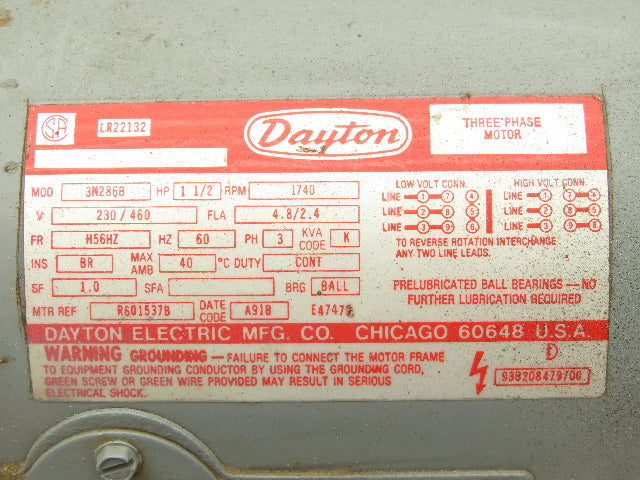 SA LR22132 Dayton THREE PHASE MOTOR
MOD 3N286B HP 1 1/2 RPM 1740
V 230/460 FLA 4.8/2.4
FR H56HZ HZ 60 PH 3 KVA CODE K
INS BR MAX AMB 40 °C DUTY CONT
SF 1.0 SFA BRG BALL
MTR REF R601537B DATE CODE A91B E47479
LOW VOLT CONN. HIGH VOLT CONN.
LINE 1 7 4 LINE 1 7 4
LINE 2 8 5 LINE 2 8 5
LINE 3 9 6 LINE 3 9 6
TO REVERSE ROTATION INTERCHANGE
ANY TWO LINE LEADS.
PRELUBRICATED BALL BEARINGS — NO
FURTHER LUBRICATION REQUIRED
DAYTON ELECTRIC MFG. CO. CHICAGO 60648 U.S.A.
WARNING GROUNDING — FAILURE TO CONNECT THE MOTOR FRAME
TO EQUIPMENT GROUNDING CONDUCTOR BY USING THE GROUNDING CORD,
GREEN SCREW OR GREEN WIRE PROVIDED MAY RESULT IN SERIOUS
ELECTRICAL SHOCK.
D
938208479700